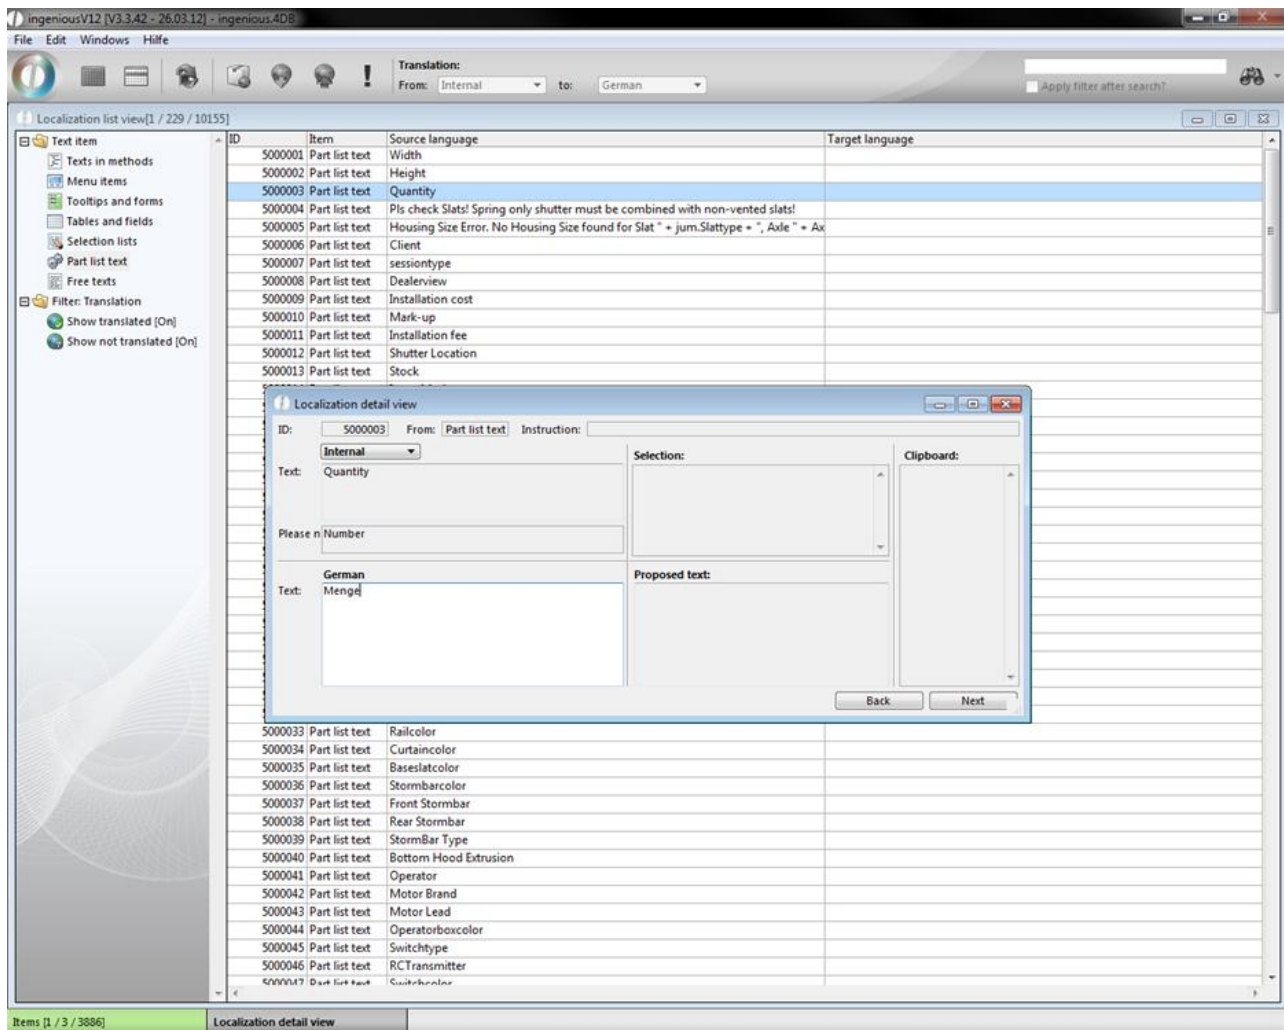 ingeniousV12 [V3.3.42 - 26.03.12] - ingenious.4DB
File Edit Windows Hilfe
Translation:
From: Internal to: German
Apply filter after search?
Localization list view[1 / 229 / 10155]
Text item
Texts in methods
Menu items
Tooltips and forms
Tables and fields
Selection lists
Part list text
Free texts
Filter: Translation
Show translated [On]
Show not translated [On]
ID Item Source language Target language
5000001 Part list text Width
5000002 Part list text Height
5000003 Part list text Quantity
5000004 Part list text Pls check Slats! Spring only shutter must be combined with non-vented slats!
5000005 Part list text Housing Size Error. No Housing Size found for Slat " + jum.Slattype + ", Axle " + Ax
5000006 Part list text Client
5000007 Part list text sessiontype
5000008 Part list text Dealerview
5000009 Part list text Installation cost
5000010 Part list text Mark-up
5000011 Part list text Installation fee
5000012 Part list text Shutter Location
5000013 Part list text Stock
Localization detail view
ID: 5000003 From: Part list text Instruction:
Internal
Selection:
Clipboard:
Text: Quantity
Please n Number
German
Proposed text:
Text: Menge
Back Next
5000033 Part list text Railcolor
5000034 Part list text Curtaincolor
5000035 Part list text Baseslatcolor
5000036 Part list text Stormbarcolor
5000037 Part list text Front Stormbar
5000038 Part list text Rear Stormbar
5000039 Part list text StormBar Type
5000040 Part list text Bottom Hood Extrusion
5000041 Part list text Operator
5000042 Part list text Motor Brand
5000043 Part list text Motor Lead
5000044 Part list text Operatorboxcolor
5000045 Part list text Switchtype
5000046 Part list text RCTransmitter
5000047 Part list text Switchcolor
Items [1 / 3 / 3886] Localization detail view